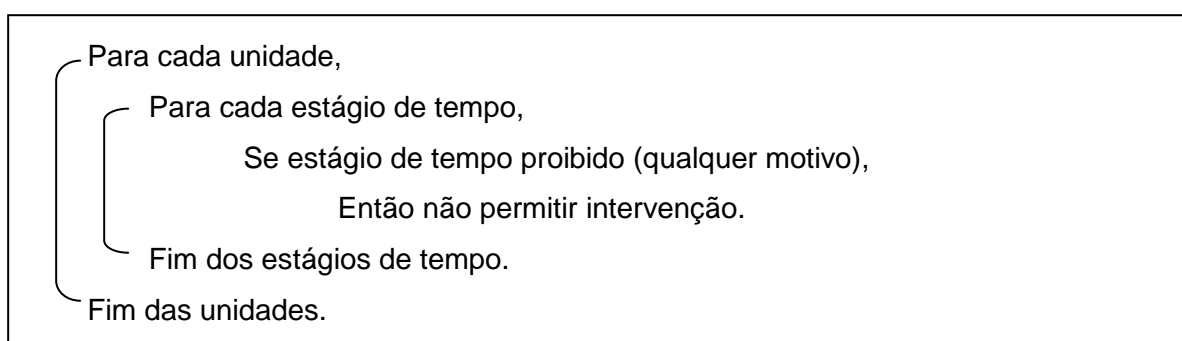 Para cada unidade,
Para cada estágio de tempo,
Se estágio de tempo proibido (qualquer motivo),
Então não permitir intervenção.
Fim dos estágios de tempo.
Fim das unidades.